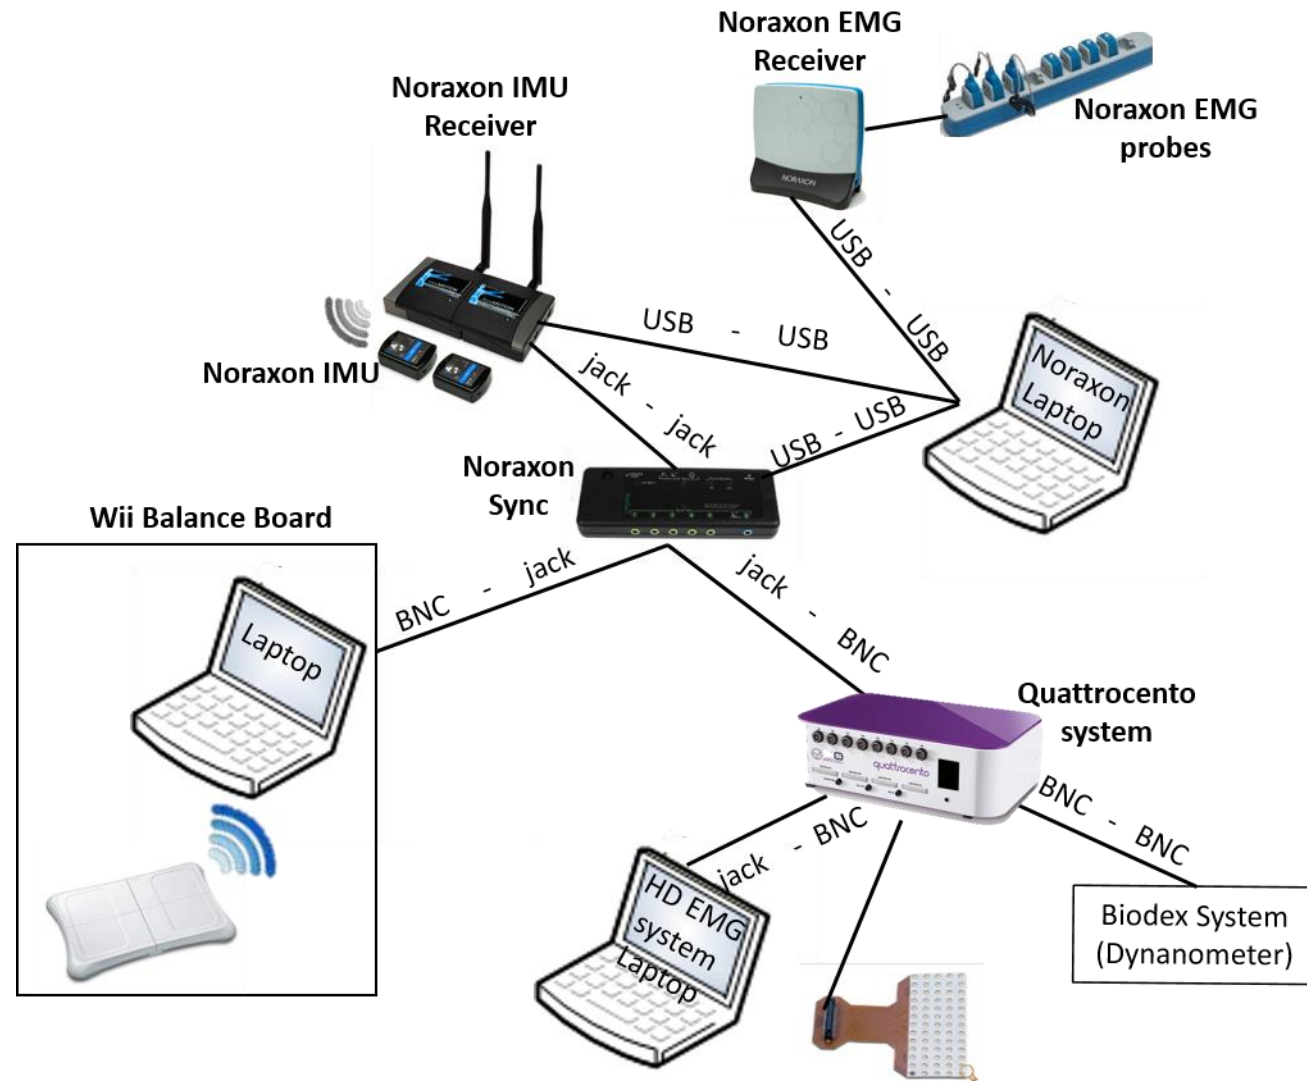 Noraxon EMG
Receiver
Noraxon EMG
probes
Noraxon IMU
Receiver
NORAXON
USB - USB
USB - USB
Noraxon IMU
jack - jack
USB - USB
Noraxon
Laptop
Noraxon
Sync
Wii Balance Board
BNC - jack
jack - BNC
Laptop
Quattrocento
system
quattrocento
BNC - BNC
jack - BNC
HD EMG
system
Laptop
Biodex System
(Dynanometer)